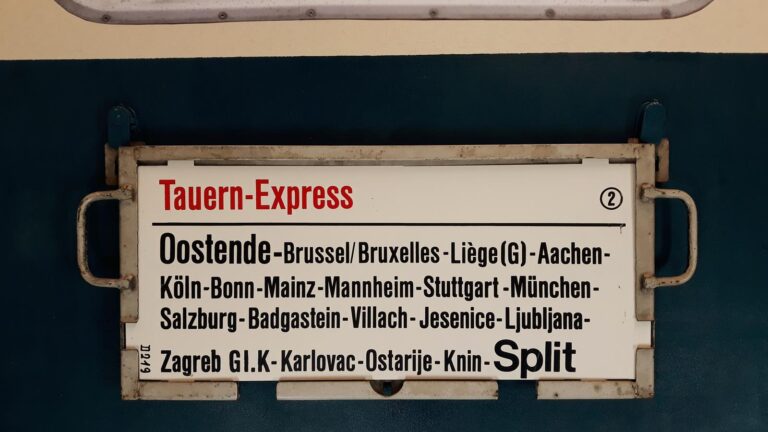 Tauern-Express
②
Oostende-Brussel/Bruxelles-Liège(G)-Aachen-
Köln-Bonn-Mainz-Mannheim-Stuttgart-München-
Salzburg-Badgastein-Villach-Jesenice-Ljubljana-
Zagreb Gl.K-Karlovac-Ostarije-Knin-Split
D219